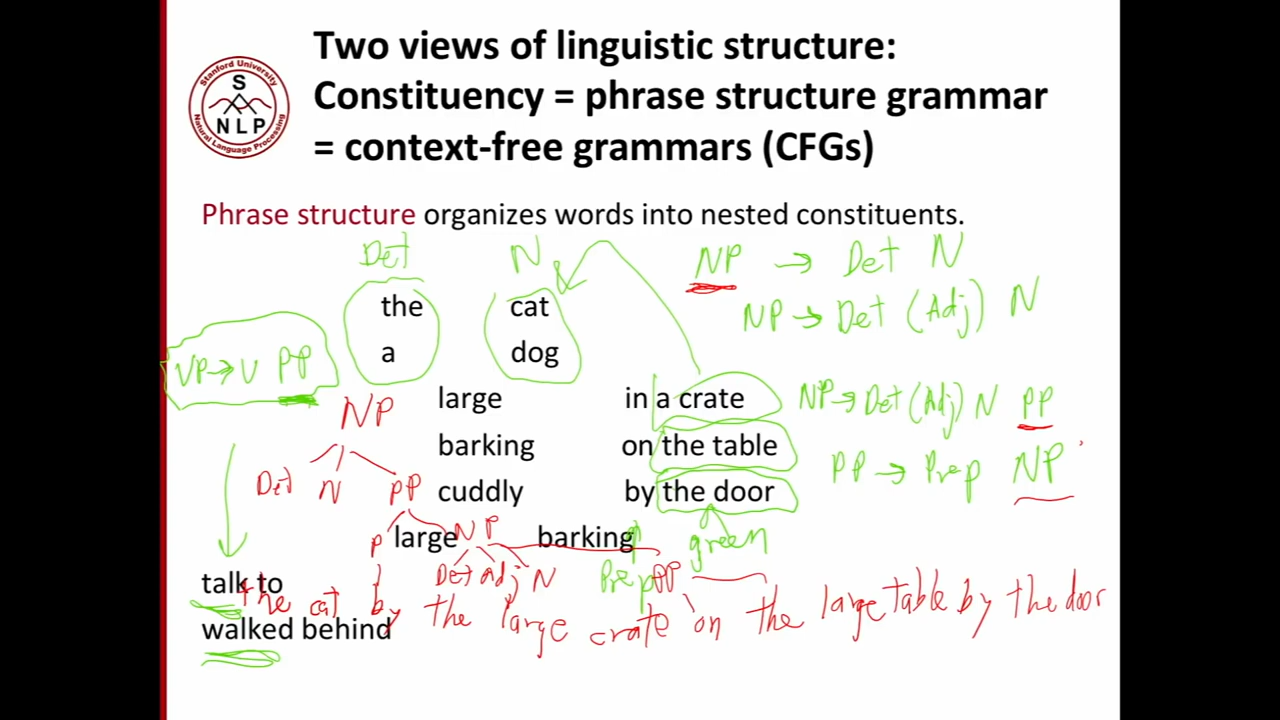 Two views of linguistic structure:
Constituency = phrase structure grammar
= context-free grammars (CFGs)
Stanford University
S
NLP
Natural Language Processing
Phrase structure organizes words into nested constituents.
Det N NP → Det N
the cat NP → Det (Adj) N
a dog
VP → V PP
large in a crate NP → Det (Adj) N PP
NP
barking on the table PP → Prep NP
Det N PP cuddly by the door
P large NP barking green
Det adj N Prep PP
talk to
the cat by the large crate on the large table by the door
walked behind